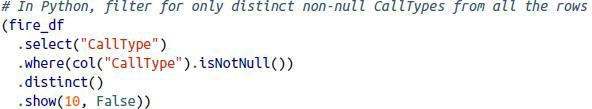 # In Python, filter for only distinct non-null CallTypes from all the rows
(fire_df
.select("CallType")
.where(col("CallType").isNotNull())
.distinct()
.show(10, False))